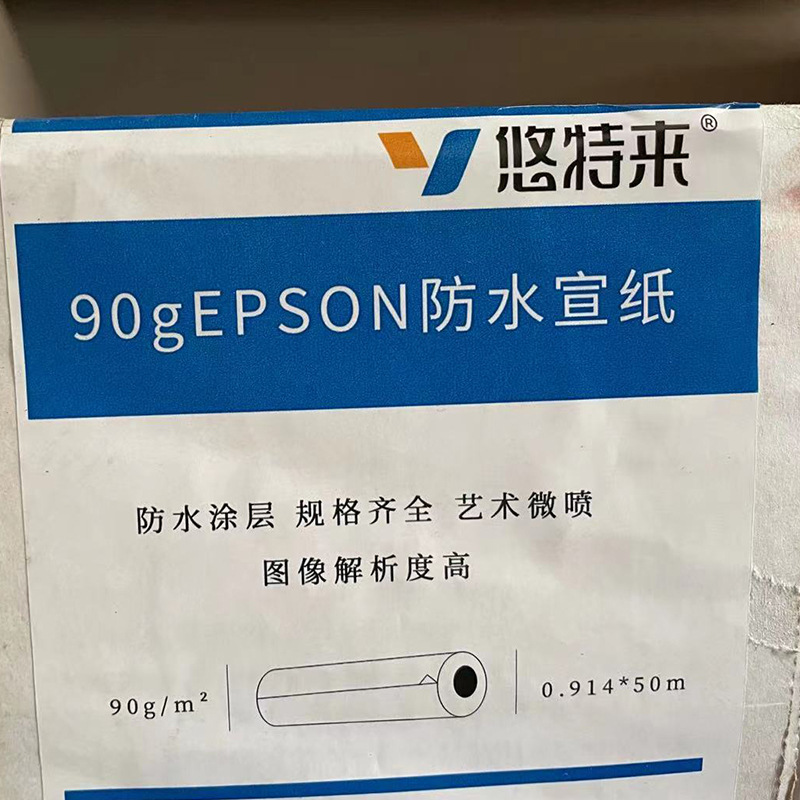 悠特来®
90gEPSON防水宣纸
防水涂层 规格齐全 艺术微喷
图像解析度高
90g/m² 0.914*50m